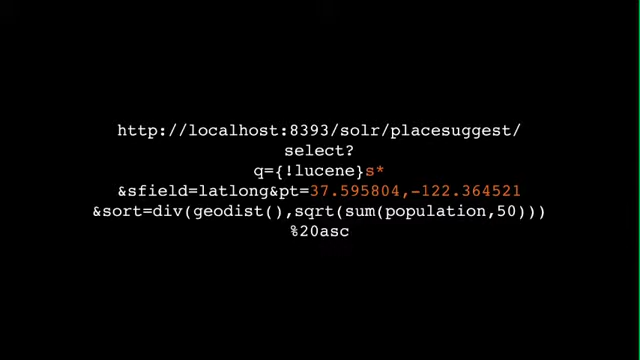 http://localhost:8393/solr/placesuggest/
select?
q={!lucene}s*
&sfield=latlong&pt=37.595804,-122.364521
&sort=div(geodist(),sqrt(sum(population,50)))
%20asc